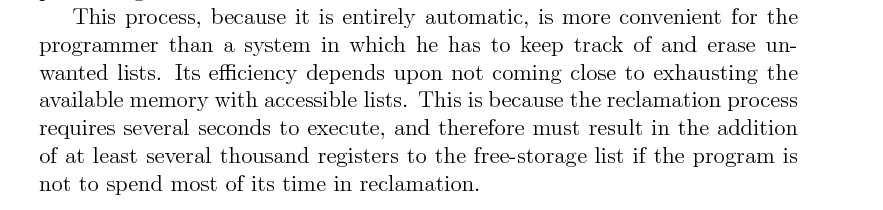 This process, because it is entirely automatic, is more convenient for the
programmer than a system in which he has to keep track of and erase un-
wanted lists. Its efficiency depends upon not coming close to exhausting the
available memory with accessible lists. This is because the reclamation process
requires several seconds to execute, and therefore must result in the addition
of at least several thousand registers to the free-storage list if the program is
not to spend most of its time in reclamation.